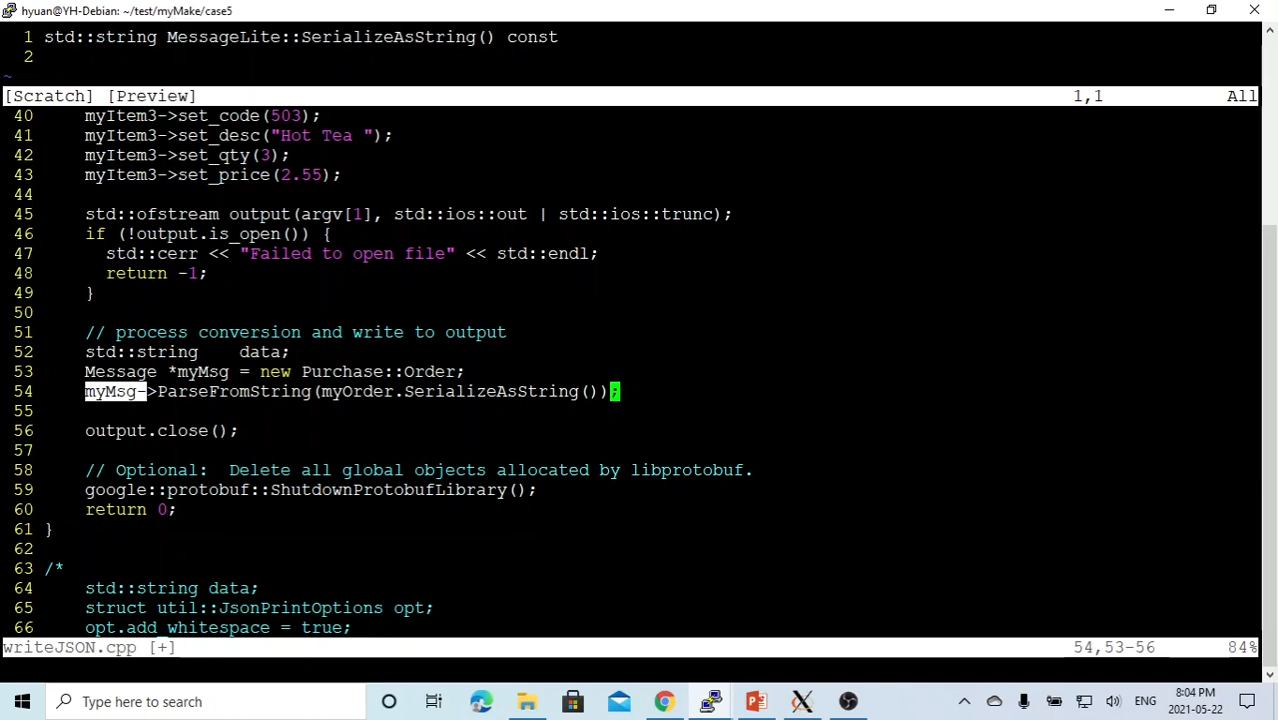 hyuan@YH-Debian: ~/test/myMake/case5
1 std::string MessageLite::SerializeAsString() const
2
~
[Scratch] [Preview] 1,1 All
40 myItem3->set_code(503);
41 myItem3->set_desc("Hot Tea ");
42 myItem3->set_qty(3);
43 myItem3->set_price(2.55);
44
45 std::ofstream output(argv[1], std::ios::out | std::ios::trunc);
46 if (!output.is_open()) {
47 std::cerr << "Failed to open file" << std::endl;
48 return -1;
49 }
50
51 // process conversion and write to output
52 std::string    data;
53 Message *myMsg = new Purchase::Order;
54 myMsg->ParseFromString(myOrder.SerializeAsString());
55
56 output.close();
57
58 // Optional:  Delete all global objects allocated by libprotobuf.
59 google::protobuf::ShutdownProtobufLibrary();
60 return 0;
61 }
62
63 /*
64 std::string data;
65 struct util::JsonPrintOptions opt;
66 opt.add_whitespace = true;
writeJSON.cpp [+] 54,53-56 84%
Type here to search
ENG
8:04 PM
2021-05-22